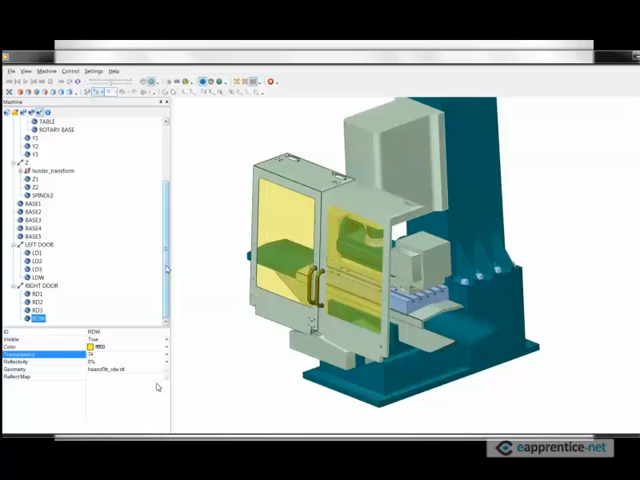 File View Machine Control Settings Help
Machine
TABLE
ROTARY BASE
Y1
Y2
Y3
Z
holder_transform
Z1
Z2
SPINDLE
BASE1
BASE2
BASE3
BASE4
BASE5
LEFT DOOR
LD1
LD2
LD3
LDW
RIGHT DOOR
RD1
RD2
RD3
RDW
ID RDW
Visible True
Color
Transparency 74
Reflectivity 0%
Geometry
ReflectMap
eapprentice.net